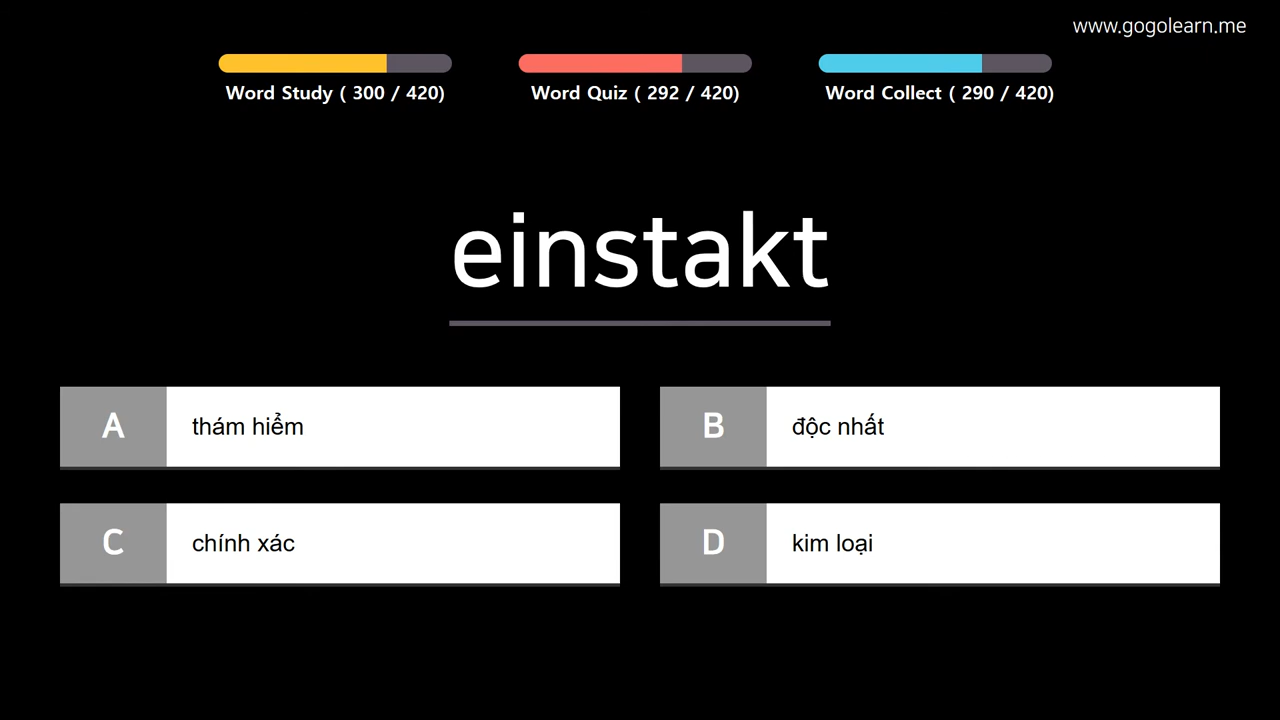 www.gogolearn.me
Word Study ( 300 / 420)
Word Quiz ( 292 / 420)
Word Collect ( 290 / 420)
einstakt
A thám hiểm
B độc nhất
C chính xác
D kim loại